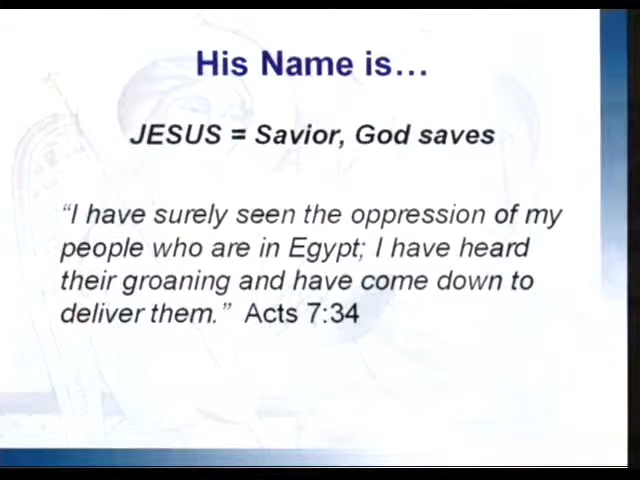 His Name is…
JESUS = Savior, God saves
“I have surely seen the oppression of my
people who are in Egypt; I have heard
their groaning and have come down to
deliver them.” Acts 7:34